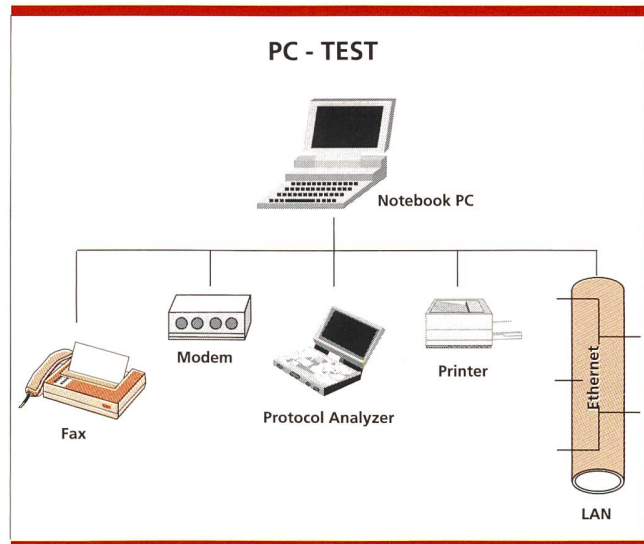 PC - TEST
Notebook PC
Modem
Printer
Ethernet
Protocol Analyzer
Fax
LAN